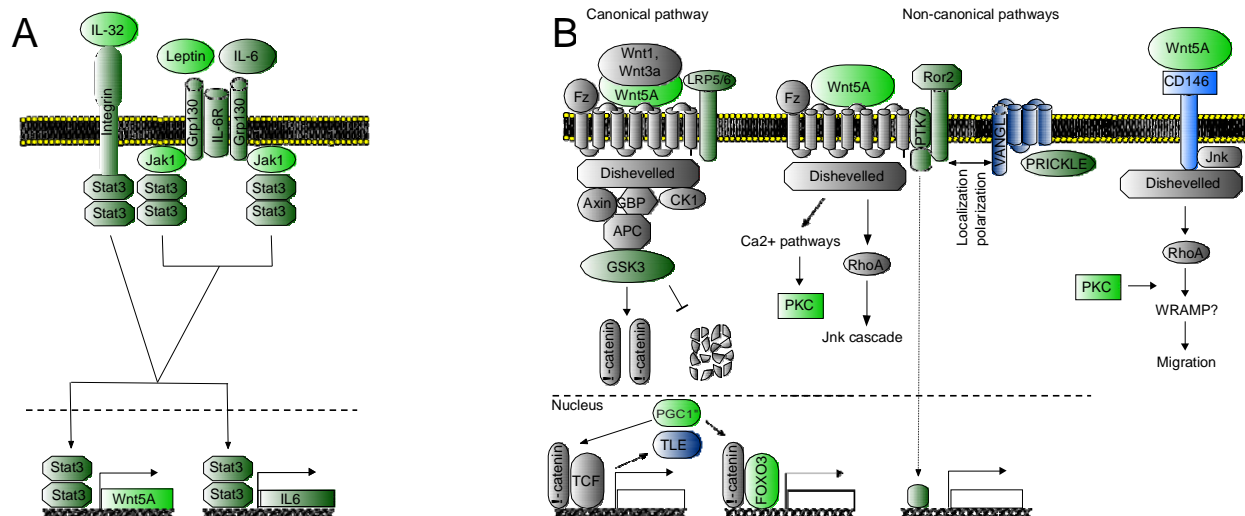 A
IL-32
Leptin
IL-6
Integrin
Grp130
IL-6R
Grp130
Jak1
Jak1
Stat3
Stat3
Stat3
Stat3
Stat3
Stat3
Stat3
Stat3
Wnt5A
Stat3
Stat3
IL6
B
Canonical pathway
Non-canonical pathways
Wnt1,
Wnt3a
Wnt5A
Fz
LRP5/6
Dishevelled
Axin
GBP
CK1
APC
GSK3
!-catenin
!-catenin
Fz
Wnt5A
PTK7
Ror2
VANGL
PRICKLE
Dishevelled
Localization
polarization
Ca2+ pathways
PKC
RhoA
Jnk cascade
Wnt5A
CD146
Jnk
Dishevelled
RhoA
PKC
WRAMP?
Migration
Nucleus
PGC1"
TLE
!-catenin
TCF
!-catenin
FOXO3